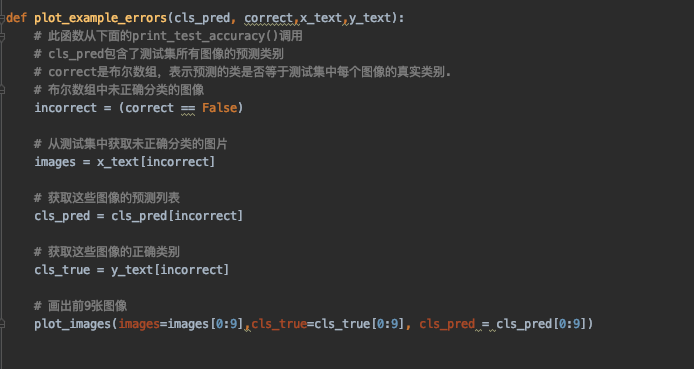 def plot_example_errors(cls_pred, correct,x_text,y_text):
# 此函数从下面的print_test_accuracy()调用
# cls_pred包含了测试集所有图像的预测类别
# correct是布尔数组, 表示预测的类是否等于测试集中每个图像的真实类别.
# 布尔数组中未正确分类的图像
incorrect = (correct == False)
# 从测试集中获取未正确分类的图片
images = x_text[incorrect]
# 获取这些图像的预测列表
cls_pred = cls_pred[incorrect]
# 获取这些图像的正确类别
cls_true = y_text[incorrect]
# 画出前9张图像
plot_images(images=images[0:9],cls_true=cls_true[0:9], cls_pred = cls_pred[0:9])